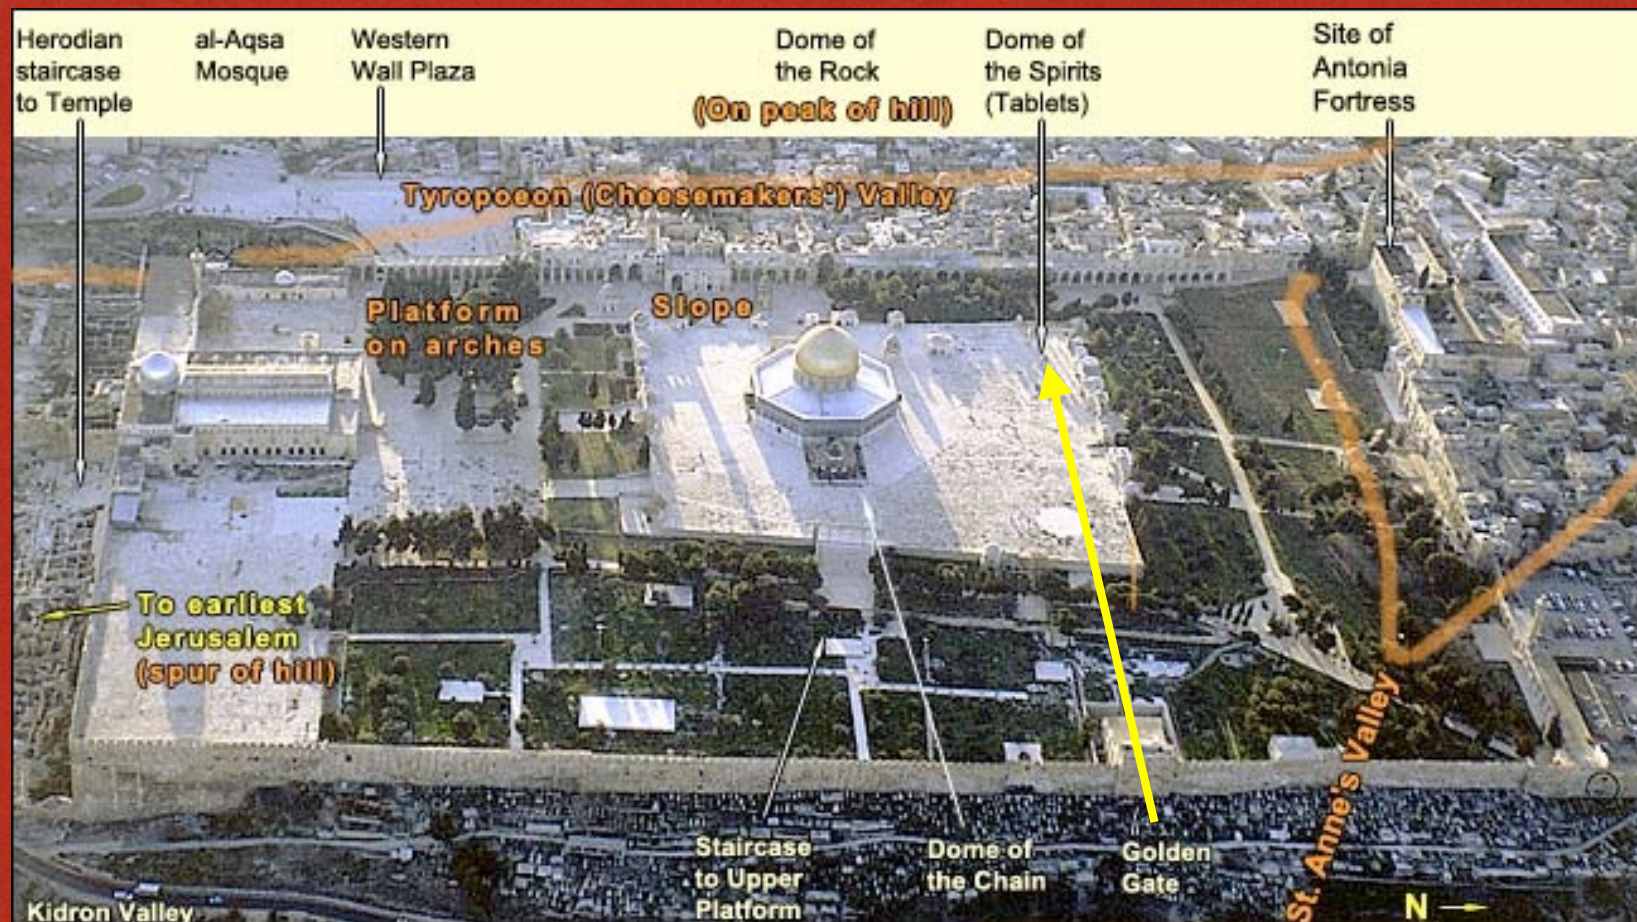 Herodian
staircase
to Temple
al-Aqsa
Mosque
Western
Wall Plaza
Dome of
the Rock
(On peak of hill)
Dome of
the Spirits
(Tablets)
Site of
Antonia
Fortress
Tyropoeon (Cheesemakers') Valley
Platform
on arches
Slope
To earliest
Jerusalem
(spur of hill)
Staircase
to Upper
Platform
Dome of
the Chain
Golden
Gate
St. Anne's Valley
Kidron Valley
N